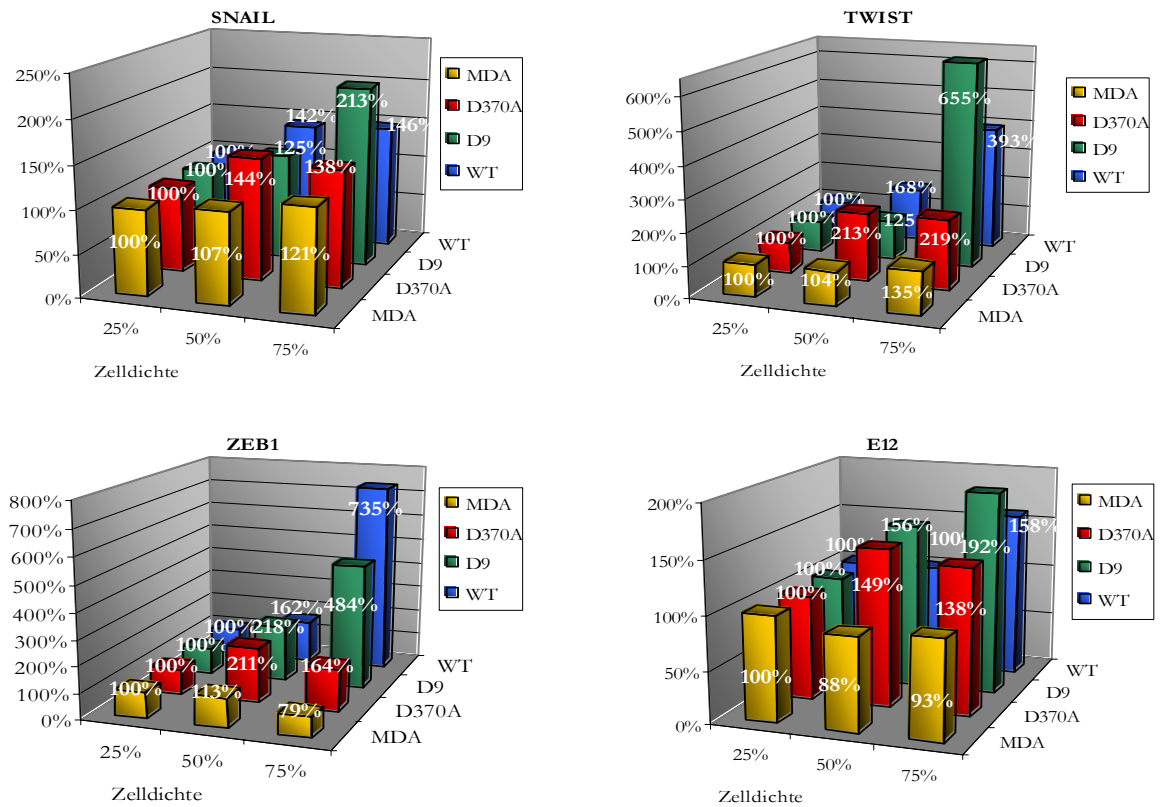 SNAIL
250%
200%
150%
100%
50%
0%
100% 107% 121%
100% 144% 138%
100% 125% 213%
100% 142% 146%
25% 50% 75%
Zelldichte
MDA
D370A
D9
WT
MDA
D370A
D9
WT
TWIST
600%
500%
400%
300%
200%
100%
0%
100% 104% 135%
100% 213% 219%
100% 125 655%
100% 168% 393%
25% 50% 75%
Zelldichte
MDA
D370A
D9
WT
MDA
D370A
D9
WT
ZEB1
800%
700%
600%
500%
400%
300%
200%
100%
0%
100% 113% 79%
100% 211% 164%
100% 218% 484%
100% 162% 735%
25% 50% 75%
Zelldichte
MDA
D370A
D9
WT
MDA
D370A
D9
WT
E12
200%
150%
100%
50%
0%
100% 88% 93%
100% 149% 138%
100% 156% 192%
100% 100 158%
25% 50% 75%
Zelldichte
MDA
D370A
D9
WT
MDA
D370A
D9
WT